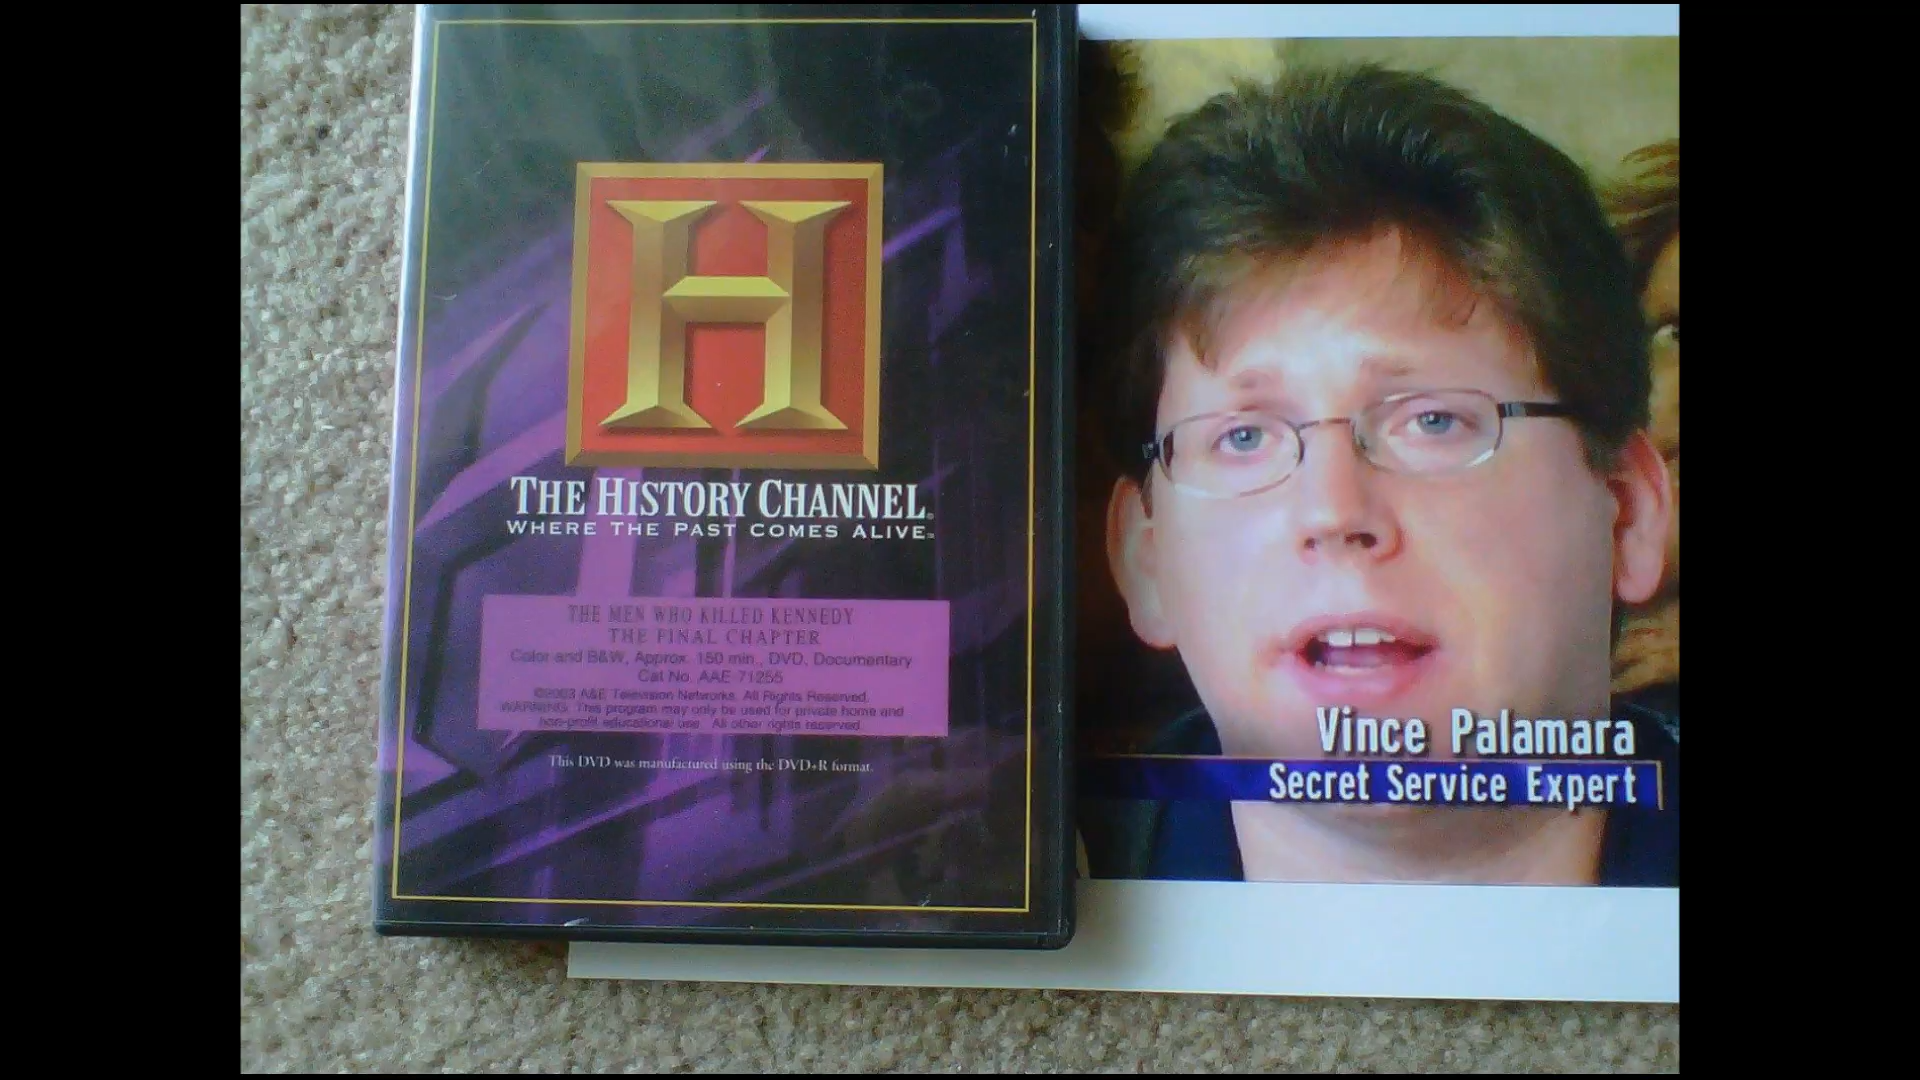 H
THE HISTORY CHANNEL®
WHERE THE PAST COMES ALIVE™
THE MEN WHO KILLED KENNEDY
THE FINAL CHAPTER
Color and B&W, Approx. 150 min., DVD, Documentary
Cat No. AAE-71255
©2003 A&E Television Networks. All Rights Reserved.
WARNING: This program may only be used for private home and
non-profit educational use. All other rights reserved.
This DVD was manufactured using the DVD+R format.
Vince Palamara
Secret Service Expert